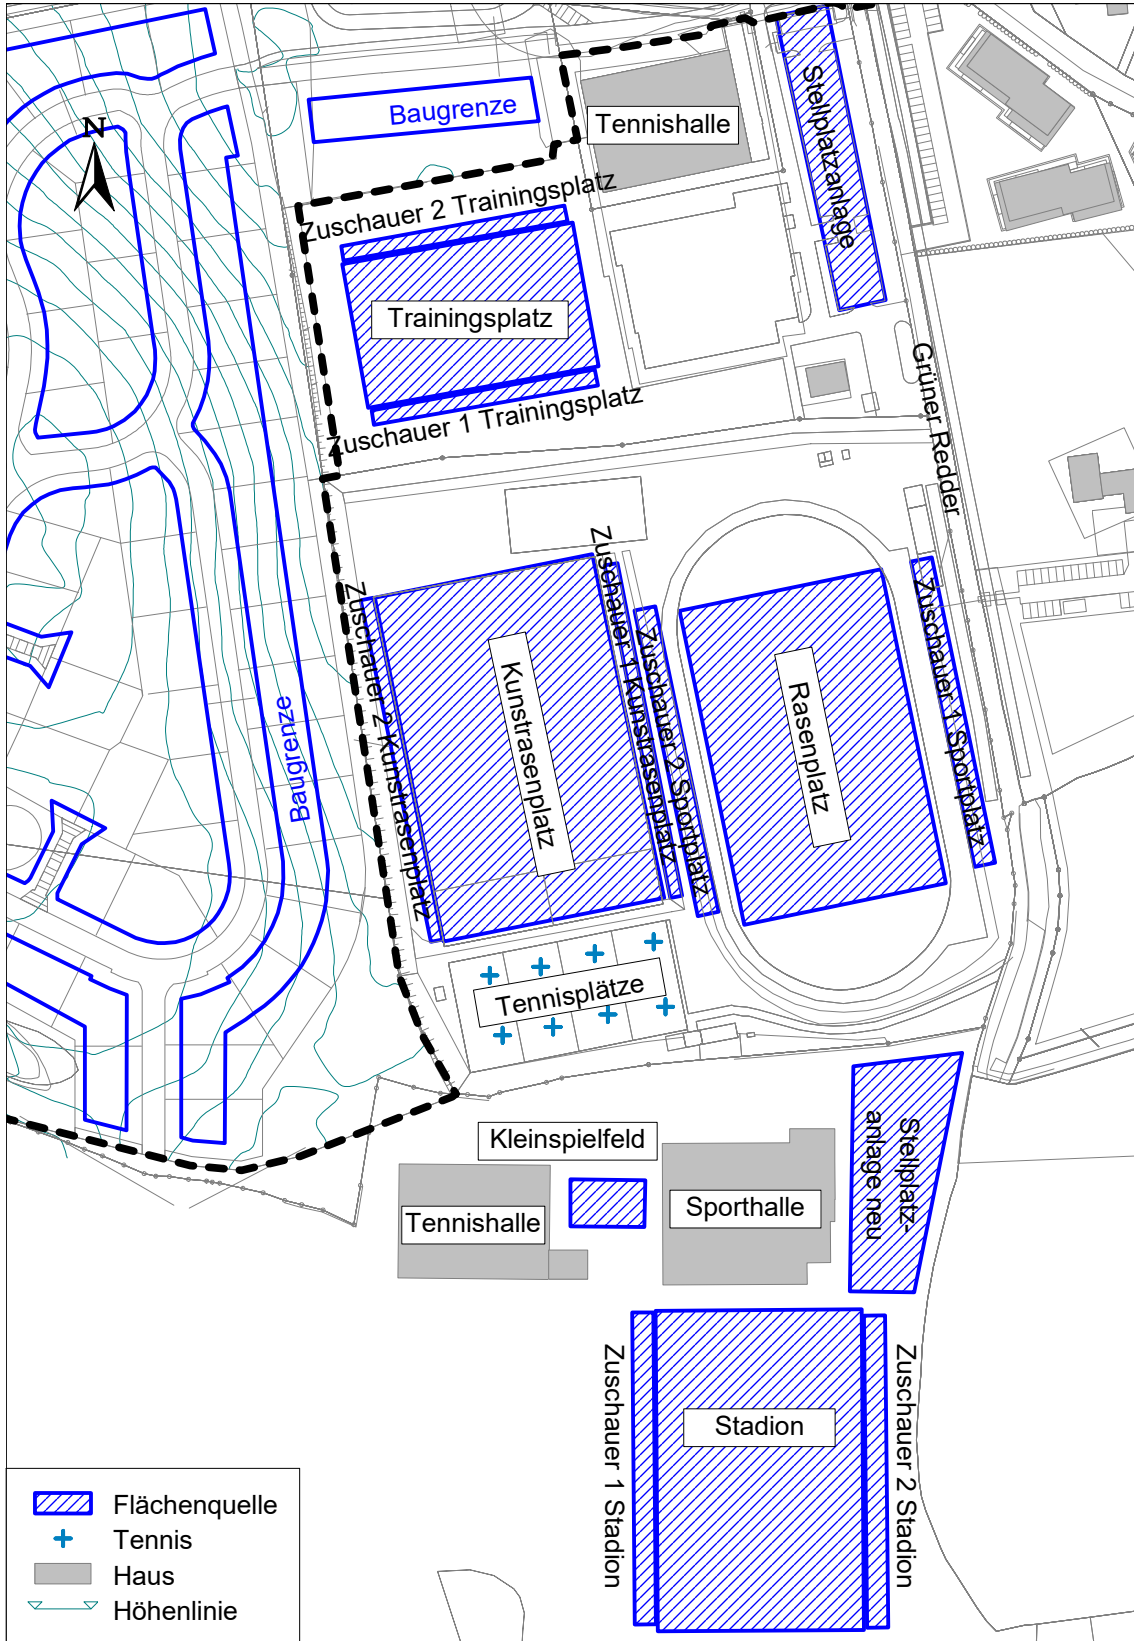 Baugrenze
Tennishalle
Stellplatzanlage
N
Zuschauer 2 Trainingsplatz
Trainingsplatz
Zuschauer 1 Trainingsplatz
Grüner Redder
Zuschauer 2 Kunstrasenplatz
Kunstrasenplatz
Zuschauer 1 Kunstrasenplatz
Zuschauer 2 Sportplatz
Rasenplatz
Zuschauer 1 Sportplatz
Baugrenze
Tennisplätze
Kleinspielfeld
Tennishalle
Sporthalle
Stellplatz-
anlage neu
Zuschauer 1 Stadion
Stadion
Zuschauer 2 Stadion
Flächenquelle
Tennis
Haus
Höhenlinie